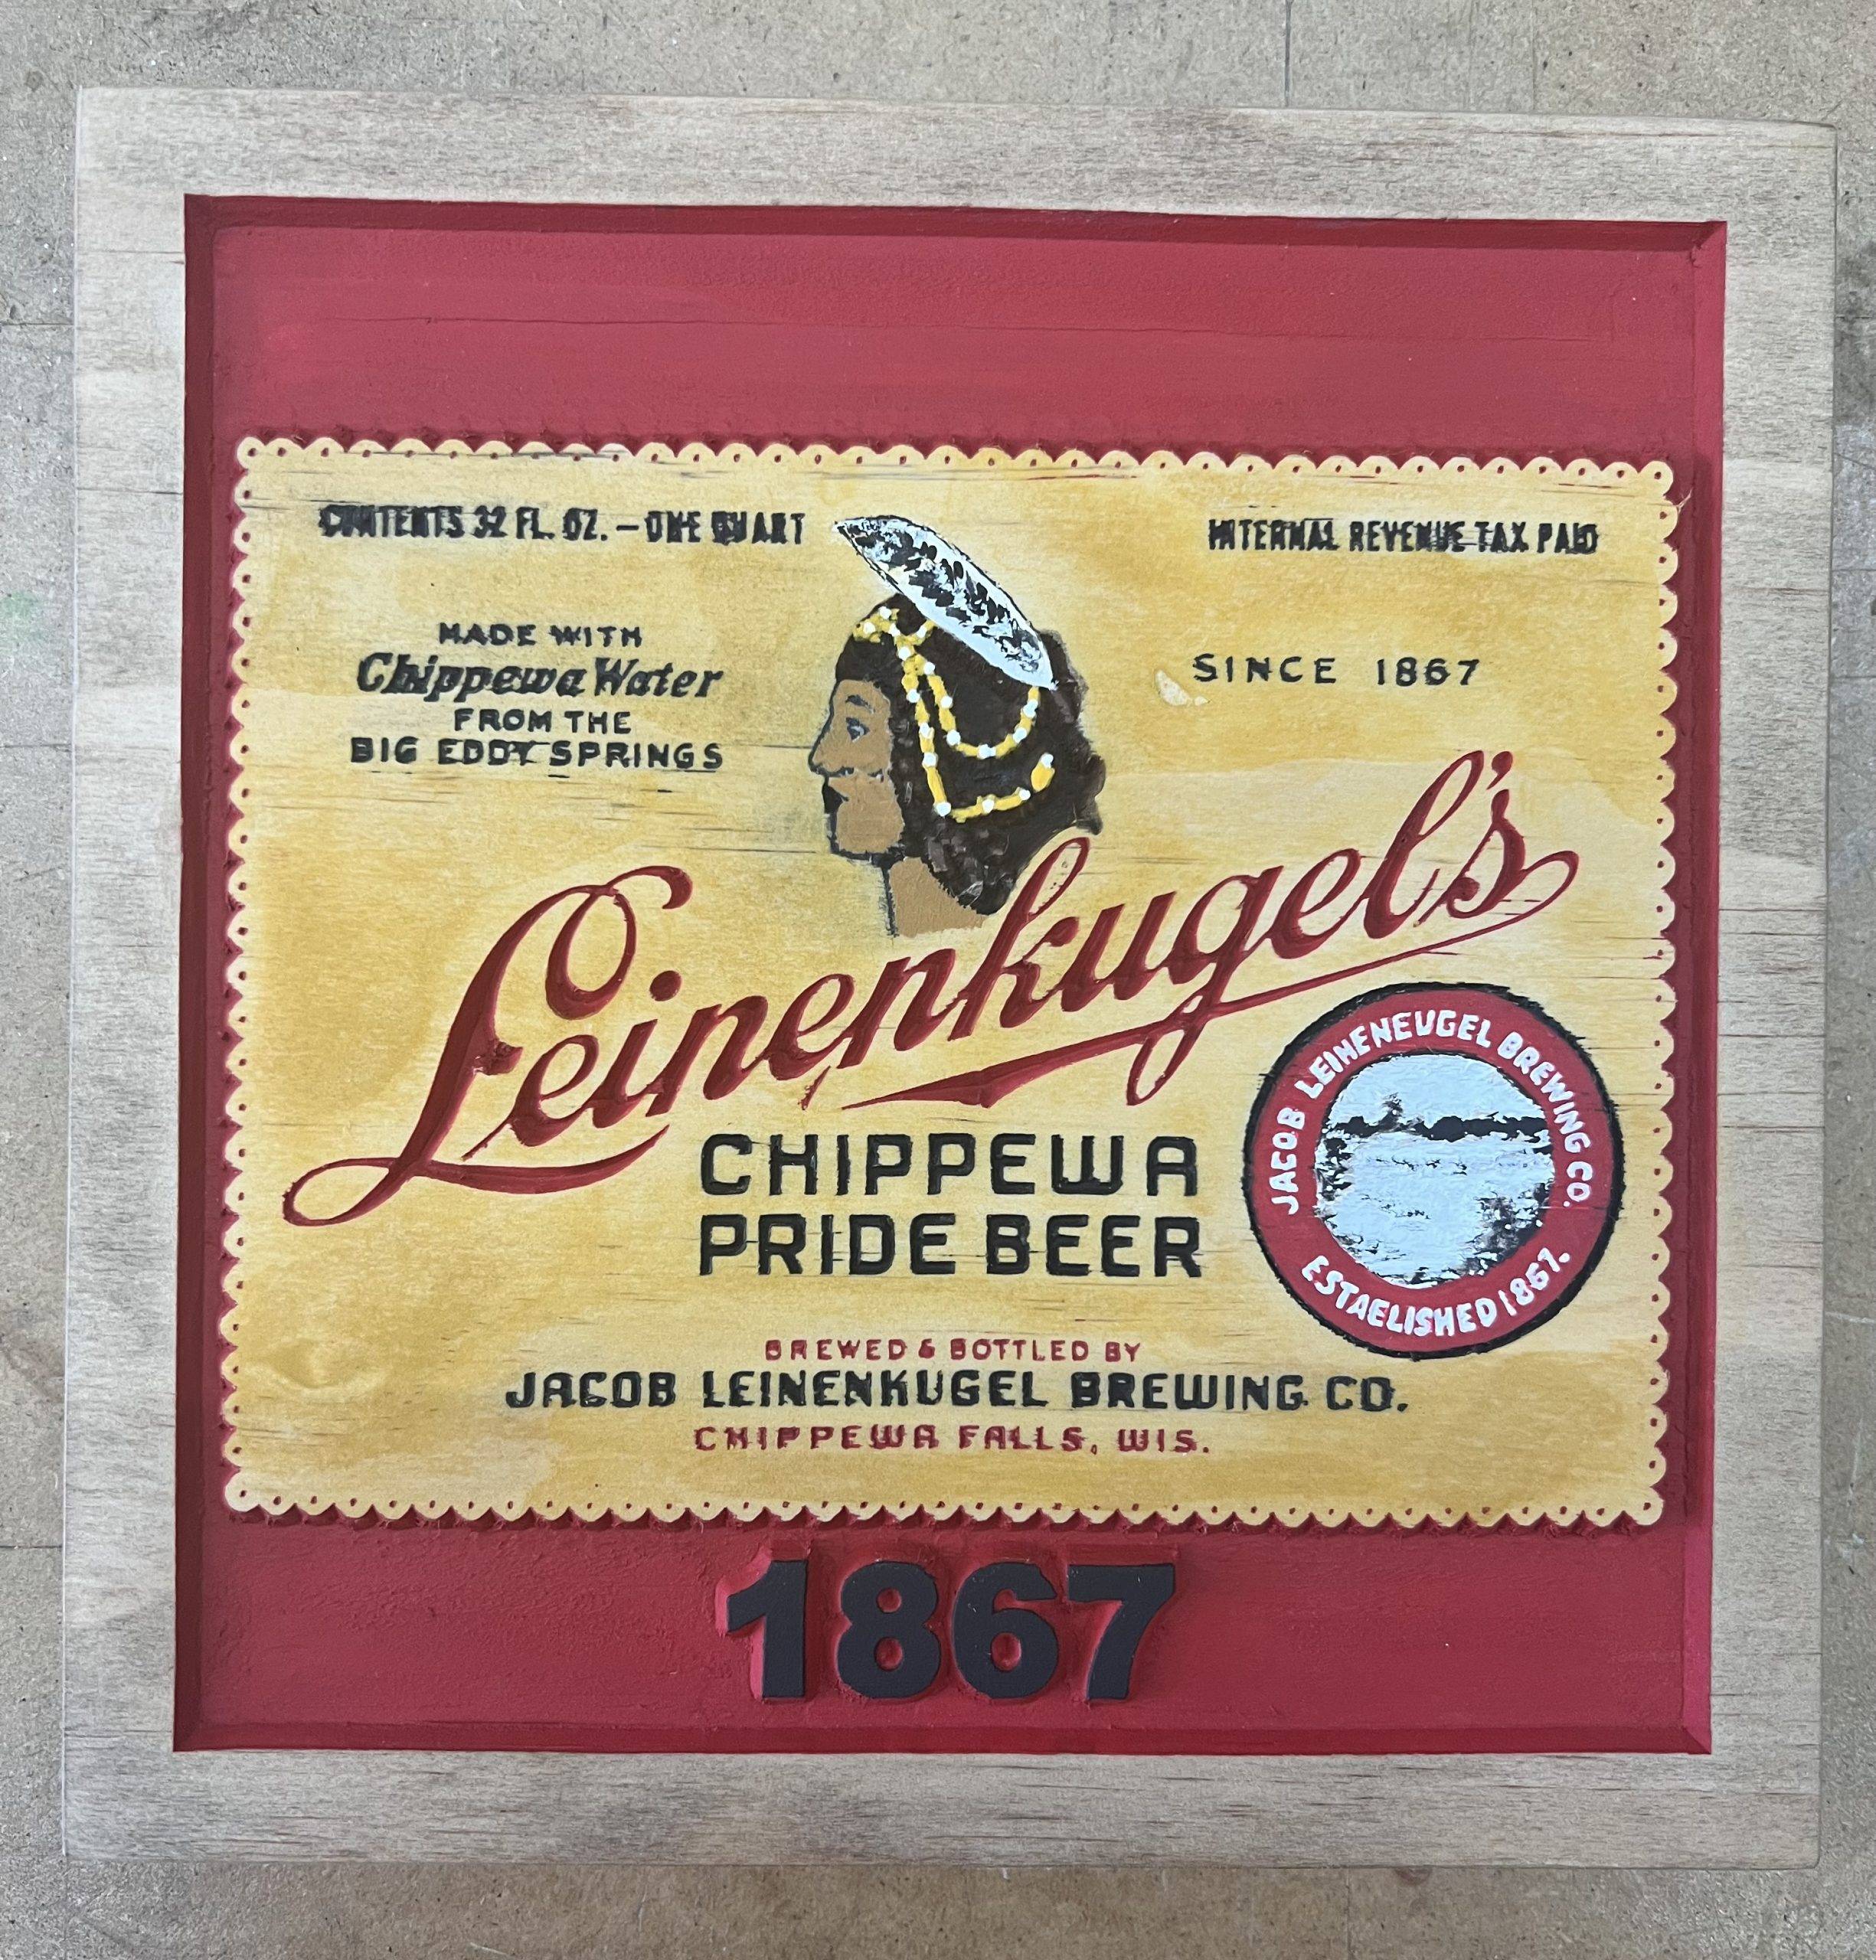 CONTENTS 32 FL. OZ. – ONE QUART
INTERNAL REVENUE TAX PAID
MADE WITH
Chippewa Water
FROM THE
BIG EDDY SPRINGS
SINCE 1867
Leinenkugel's
CHIPPEWA
PRIDE BEER
JACOB LEIHENEUGEL BREWING CO.
ESTAELISHED 1867.
BREWED & BOTTLED BY
JACOB LEINENKUGEL BREWING CO.
CHIPPEWA FALLS, WIS.
1867